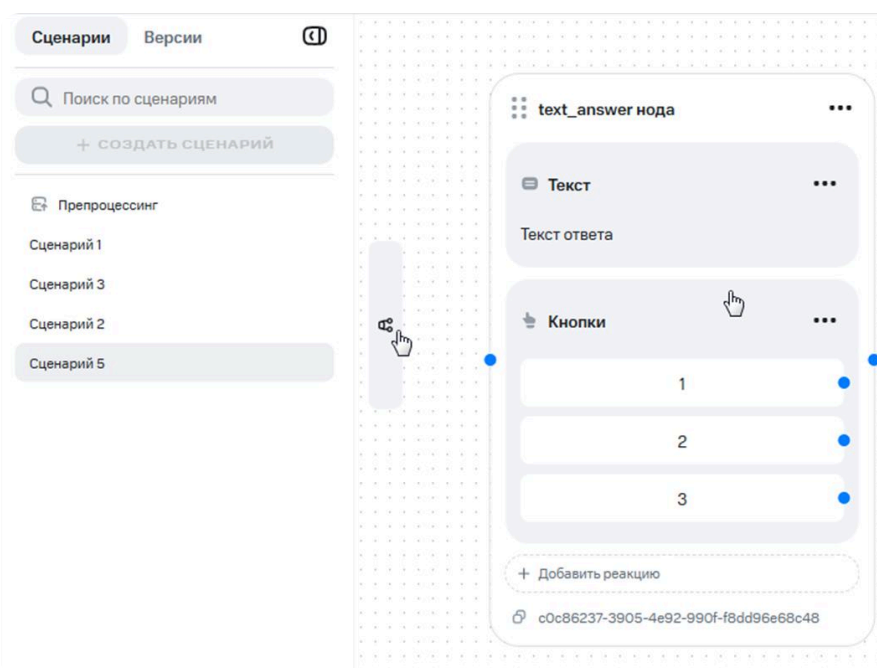 Сценарии Версии
Поиск по сценариям
+ СОЗДАТЬ СЦЕНАРИЙ
Препроцессинг
Сценарий 1
Сценарий 3
Сценарий 2
Сценарий 5
text_answer нода
Текст
Текст ответа
Кнопки
1
2
3
+ Добавить реакцию
c0c86237-3905-4e92-990f-f8dd96e68c48